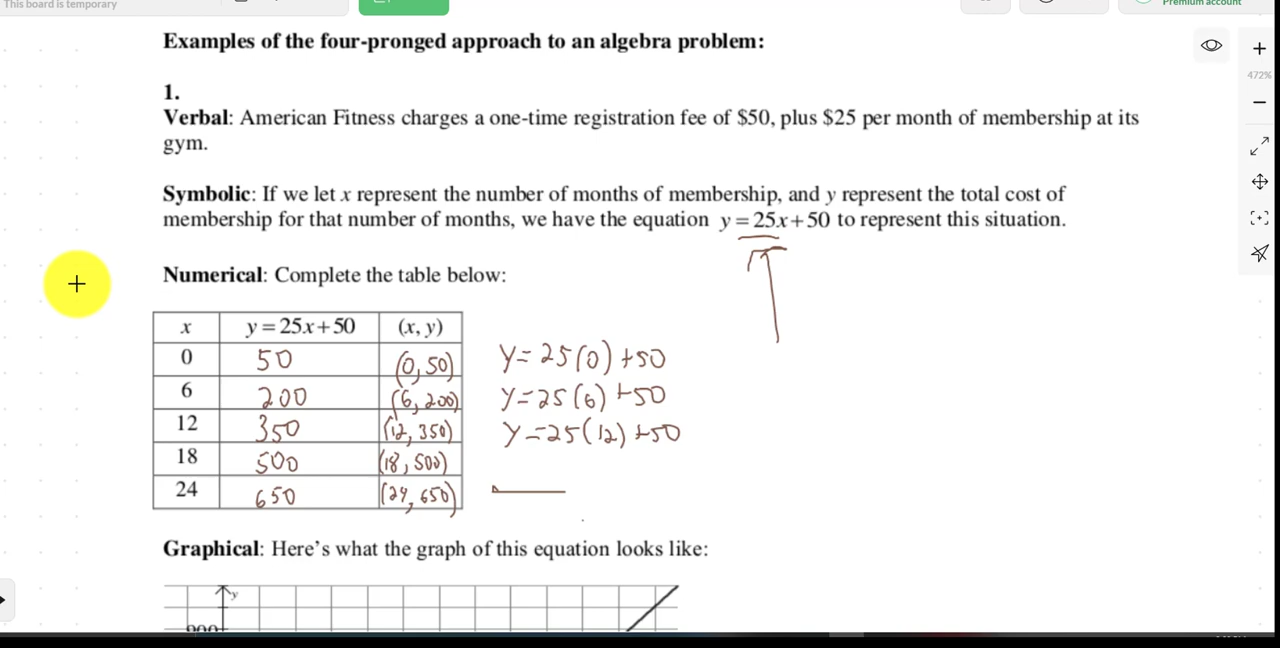 This board is temporary
Premium account
Examples of the four-pronged approach to an algebra problem:
472%
1.
Verbal: American Fitness charges a one-time registration fee of $50, plus $25 per month of membership at its
gym.
Symbolic: If we let x represent the number of months of membership, and y represent the total cost of
membership for that number of months, we have the equation y = 25x + 50 to represent this situation.
Numerical: Complete the table below:
x y = 25x + 50 (x, y)
0 50 (0, 50) y = 25(0) + 50
6 200 (6, 200) y = 25(6) + 50
12 350 (12, 350) y = 25(12) + 50
18 500 (18, 500)
24 650 (24, 650)
Graphical: Here's what the graph of this equation looks like:
y